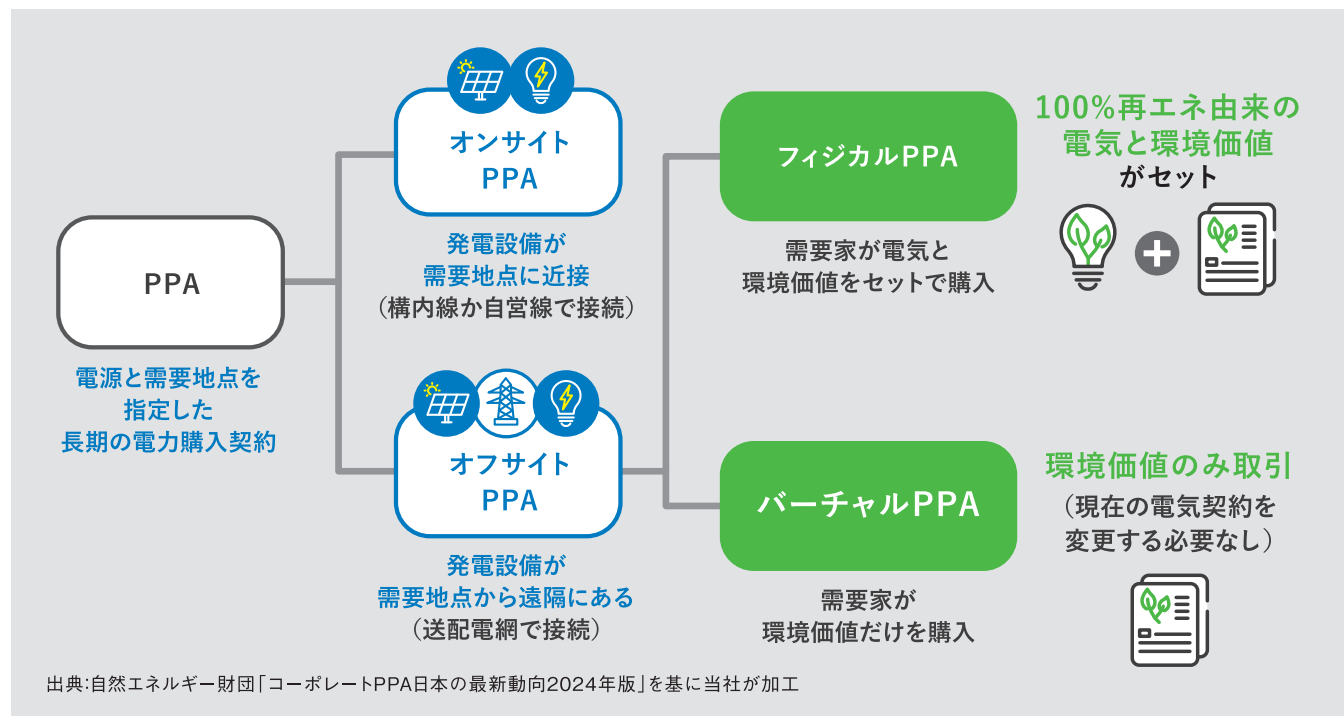 PPA
電源と需要地点を
指定した
長期の電力購入契約
オンサイト
PPA
発電設備が
需要地点に近接
（構内線か自営線で接続）
オフサイト
PPA
発電設備が
需要地点から遠隔にある
（送配電網で接続）
フィジカルPPA
需要家が電気と
環境価値をセットで購入
100%再エネ由来の
電気と環境価値
がセット
バーチャルPPA
需要家が
環境価値だけを購入
環境価値のみ取引
（現在の電気契約を
変更する必要なし）
出典:自然エネルギー財団「コーポレートPPA日本の最新動向2024年版」を基に当社が加工